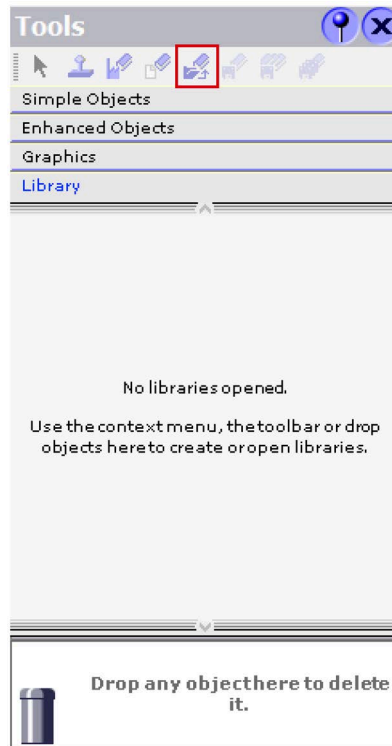 Tools
Simple Objects
Enhanced Objects
Graphics
Library
No libraries opened.
Use the context menu, the toolbar or drop
objects here to create or open libraries.
Drop any object here to delete
it.